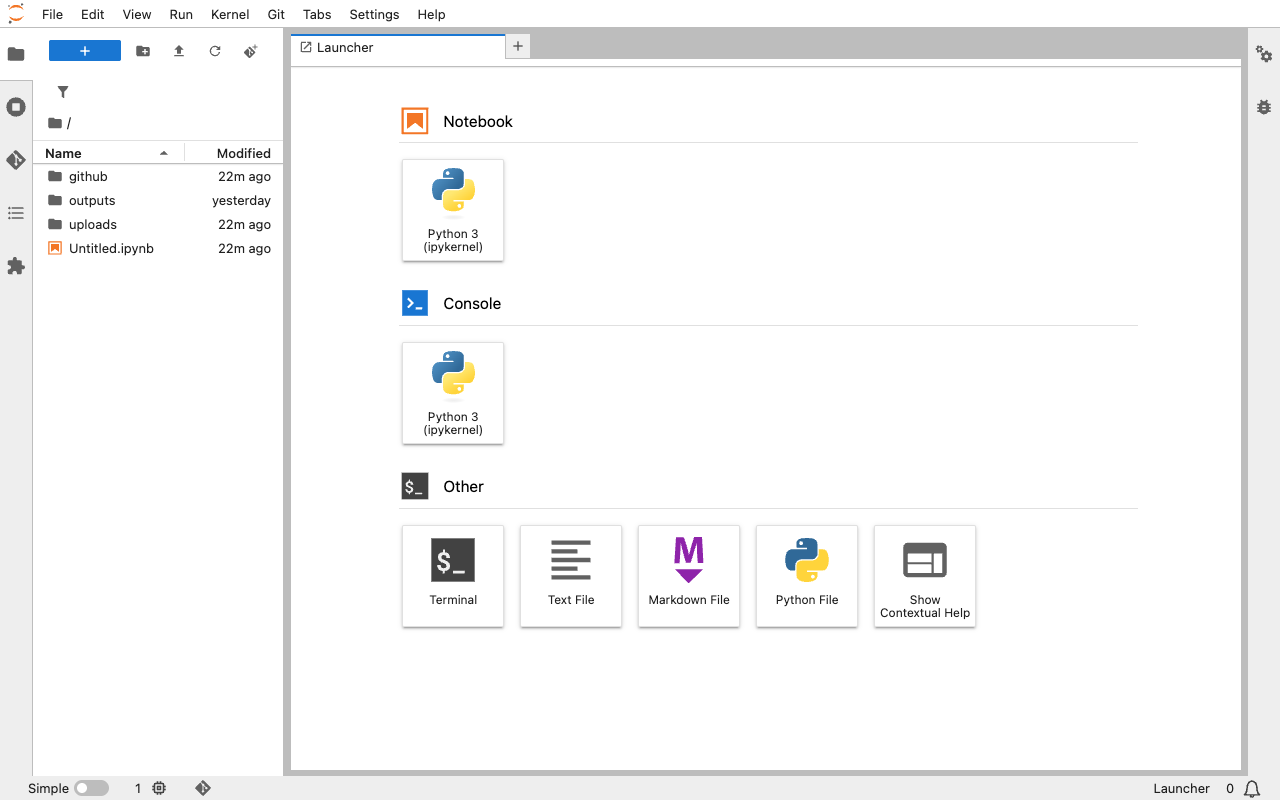 File Edit View Run Kernel Git Tabs Settings Help
Launcher
/
Name Modified
github 22m ago
outputs yesterday
uploads 22m ago
Untitled.ipynb 22m ago
Notebook
Python 3
(ipykernel)
Console
Python 3
(ipykernel)
$_ Other
$_
Terminal
Text File
M
Markdown File
Python File
Show
Contextual Help
Simple 1 Launcher 0